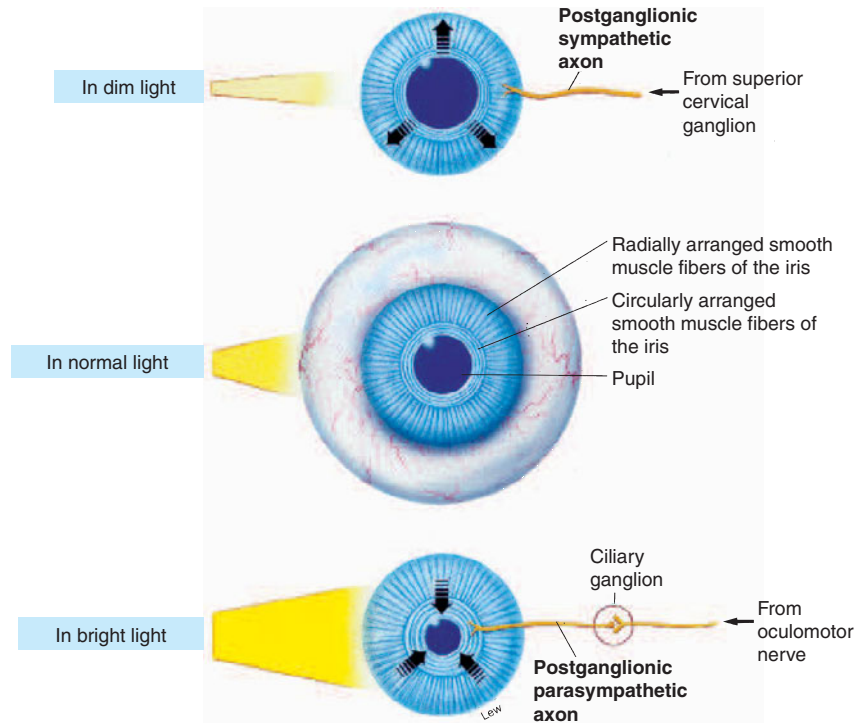 Postganglionic
sympathetic
axon
In dim light
From superior
cervical
ganglion
Radially arranged smooth
muscle fibers of the iris
Circularly arranged
smooth muscle fibers of
the iris
In normal light
Pupil
Ciliary
ganglion
In bright light
From
oculomotor
nerve
Postganglionic
parasympathetic
axon
Lew